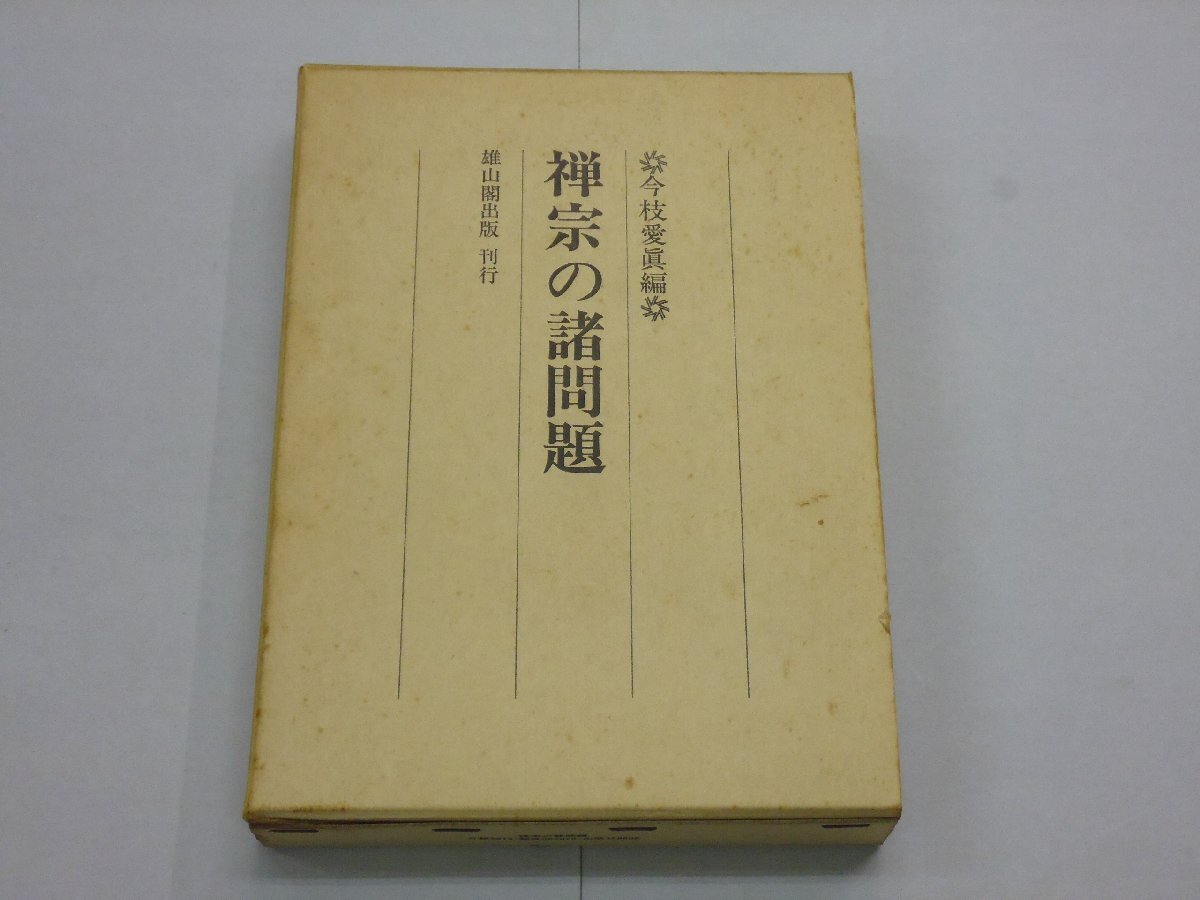 今枝愛眞編
禅宗の諸問題
雄山閣出版 刊行